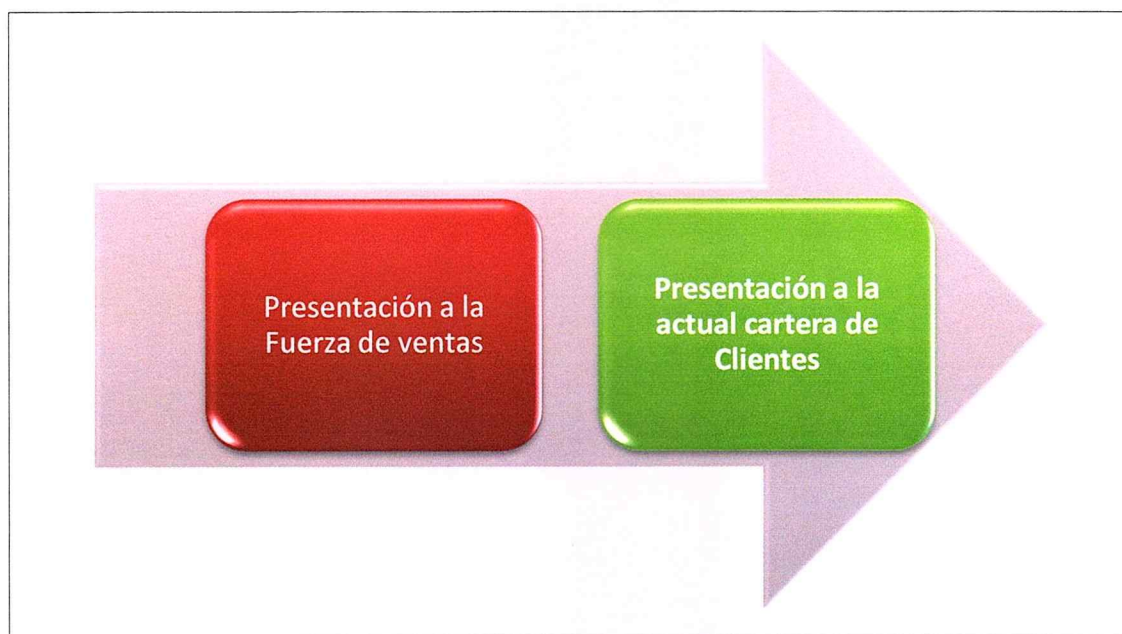 Presentación a la
Fuerza de ventas
Presentación a la
actual cartera de
Clientes